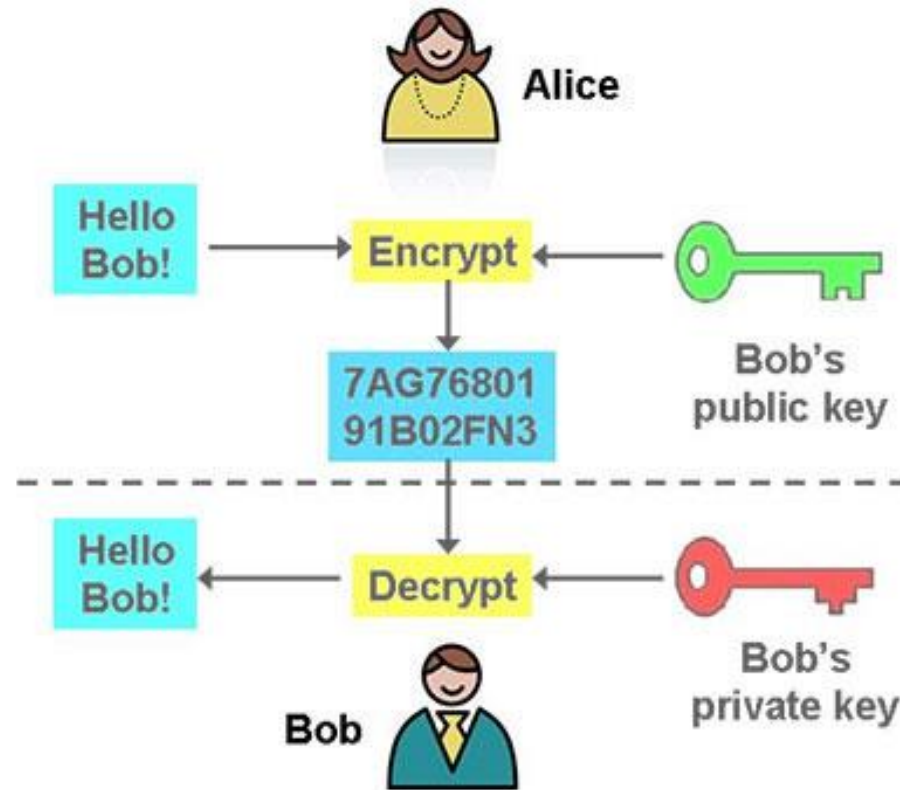 Alice
Hello
Bob!
Encrypt
Bob's
public key
7AG76801
91B02FN3
Hello
Bob!
Decrypt
Bob's
private key
Bob